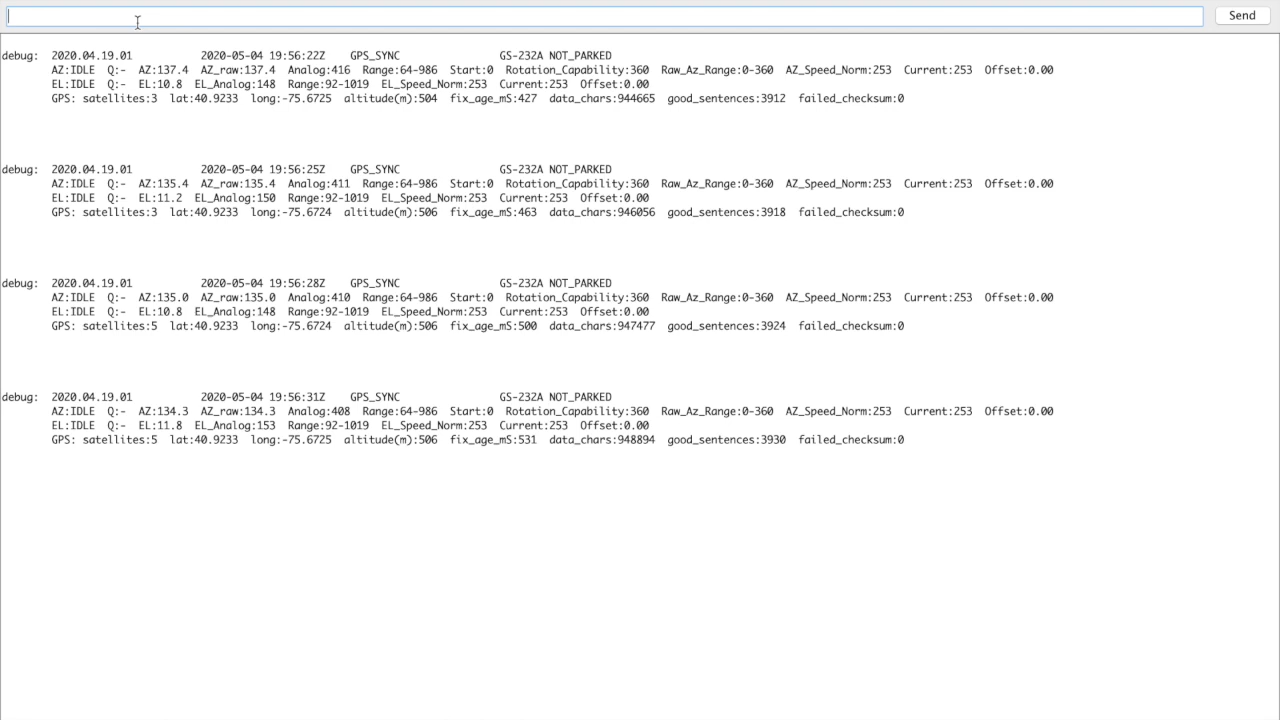 Send
debug: 2020.04.19.01 2020-05-04 19:56:22Z GPS_SYNC GS-232A NOT_PARKED
AZ:IDLE Q:- AZ:137.4 AZ_raw:137.4 Analog:416 Range:64-986 Start:0 Rotation_Capability:360 Raw_Az_Range:0-360 AZ_Speed_Norm:253 Current:253 Offset:0.00
EL:IDLE Q:- EL:10.8 EL_Analog:148 Range:92-1019 EL_Speed_Norm:253 Current:253 Offset:0.00
GPS: satellites:3 lat:40.9233 long:-75.6725 altitude(m):504 fix_age_mS:427 data_chars:944665 good_sentences:3912 failed_checksum:0
debug: 2020.04.19.01 2020-05-04 19:56:25Z GPS_SYNC GS-232A NOT_PARKED
AZ:IDLE Q:- AZ:135.4 AZ_raw:135.4 Analog:411 Range:64-986 Start:0 Rotation_Capability:360 Raw_Az_Range:0-360 AZ_Speed_Norm:253 Current:253 Offset:0.00
EL:IDLE Q:- EL:11.2 EL_Analog:150 Range:92-1019 EL_Speed_Norm:253 Current:253 Offset:0.00
GPS: satellites:3 lat:40.9233 long:-75.6724 altitude(m):506 fix_age_mS:463 data_chars:946056 good_sentences:3918 failed_checksum:0
debug: 2020.04.19.01 2020-05-04 19:56:28Z GPS_SYNC GS-232A NOT_PARKED
AZ:IDLE Q:- AZ:135.0 AZ_raw:135.0 Analog:410 Range:64-986 Start:0 Rotation_Capability:360 Raw_Az_Range:0-360 AZ_Speed_Norm:253 Current:253 Offset:0.00
EL:IDLE Q:- EL:10.8 EL_Analog:148 Range:92-1019 EL_Speed_Norm:253 Current:253 Offset:0.00
GPS: satellites:5 lat:40.9233 long:-75.6724 altitude(m):506 fix_age_mS:500 data_chars:947477 good_sentences:3924 failed_checksum:0
debug: 2020.04.19.01 2020-05-04 19:56:31Z GPS_SYNC GS-232A NOT_PARKED
AZ:IDLE Q:- AZ:134.3 AZ_raw:134.3 Analog:408 Range:64-986 Start:0 Rotation_Capability:360 Raw_Az_Range:0-360 AZ_Speed_Norm:253 Current:253 Offset:0.00
EL:IDLE Q:- EL:11.8 EL_Analog:153 Range:92-1019 EL_Speed_Norm:253 Current:253 Offset:0.00
GPS: satellites:5 lat:40.9233 long:-75.6725 altitude(m):506 fix_age_mS:531 data_chars:948894 good_sentences:3930 failed_checksum:0